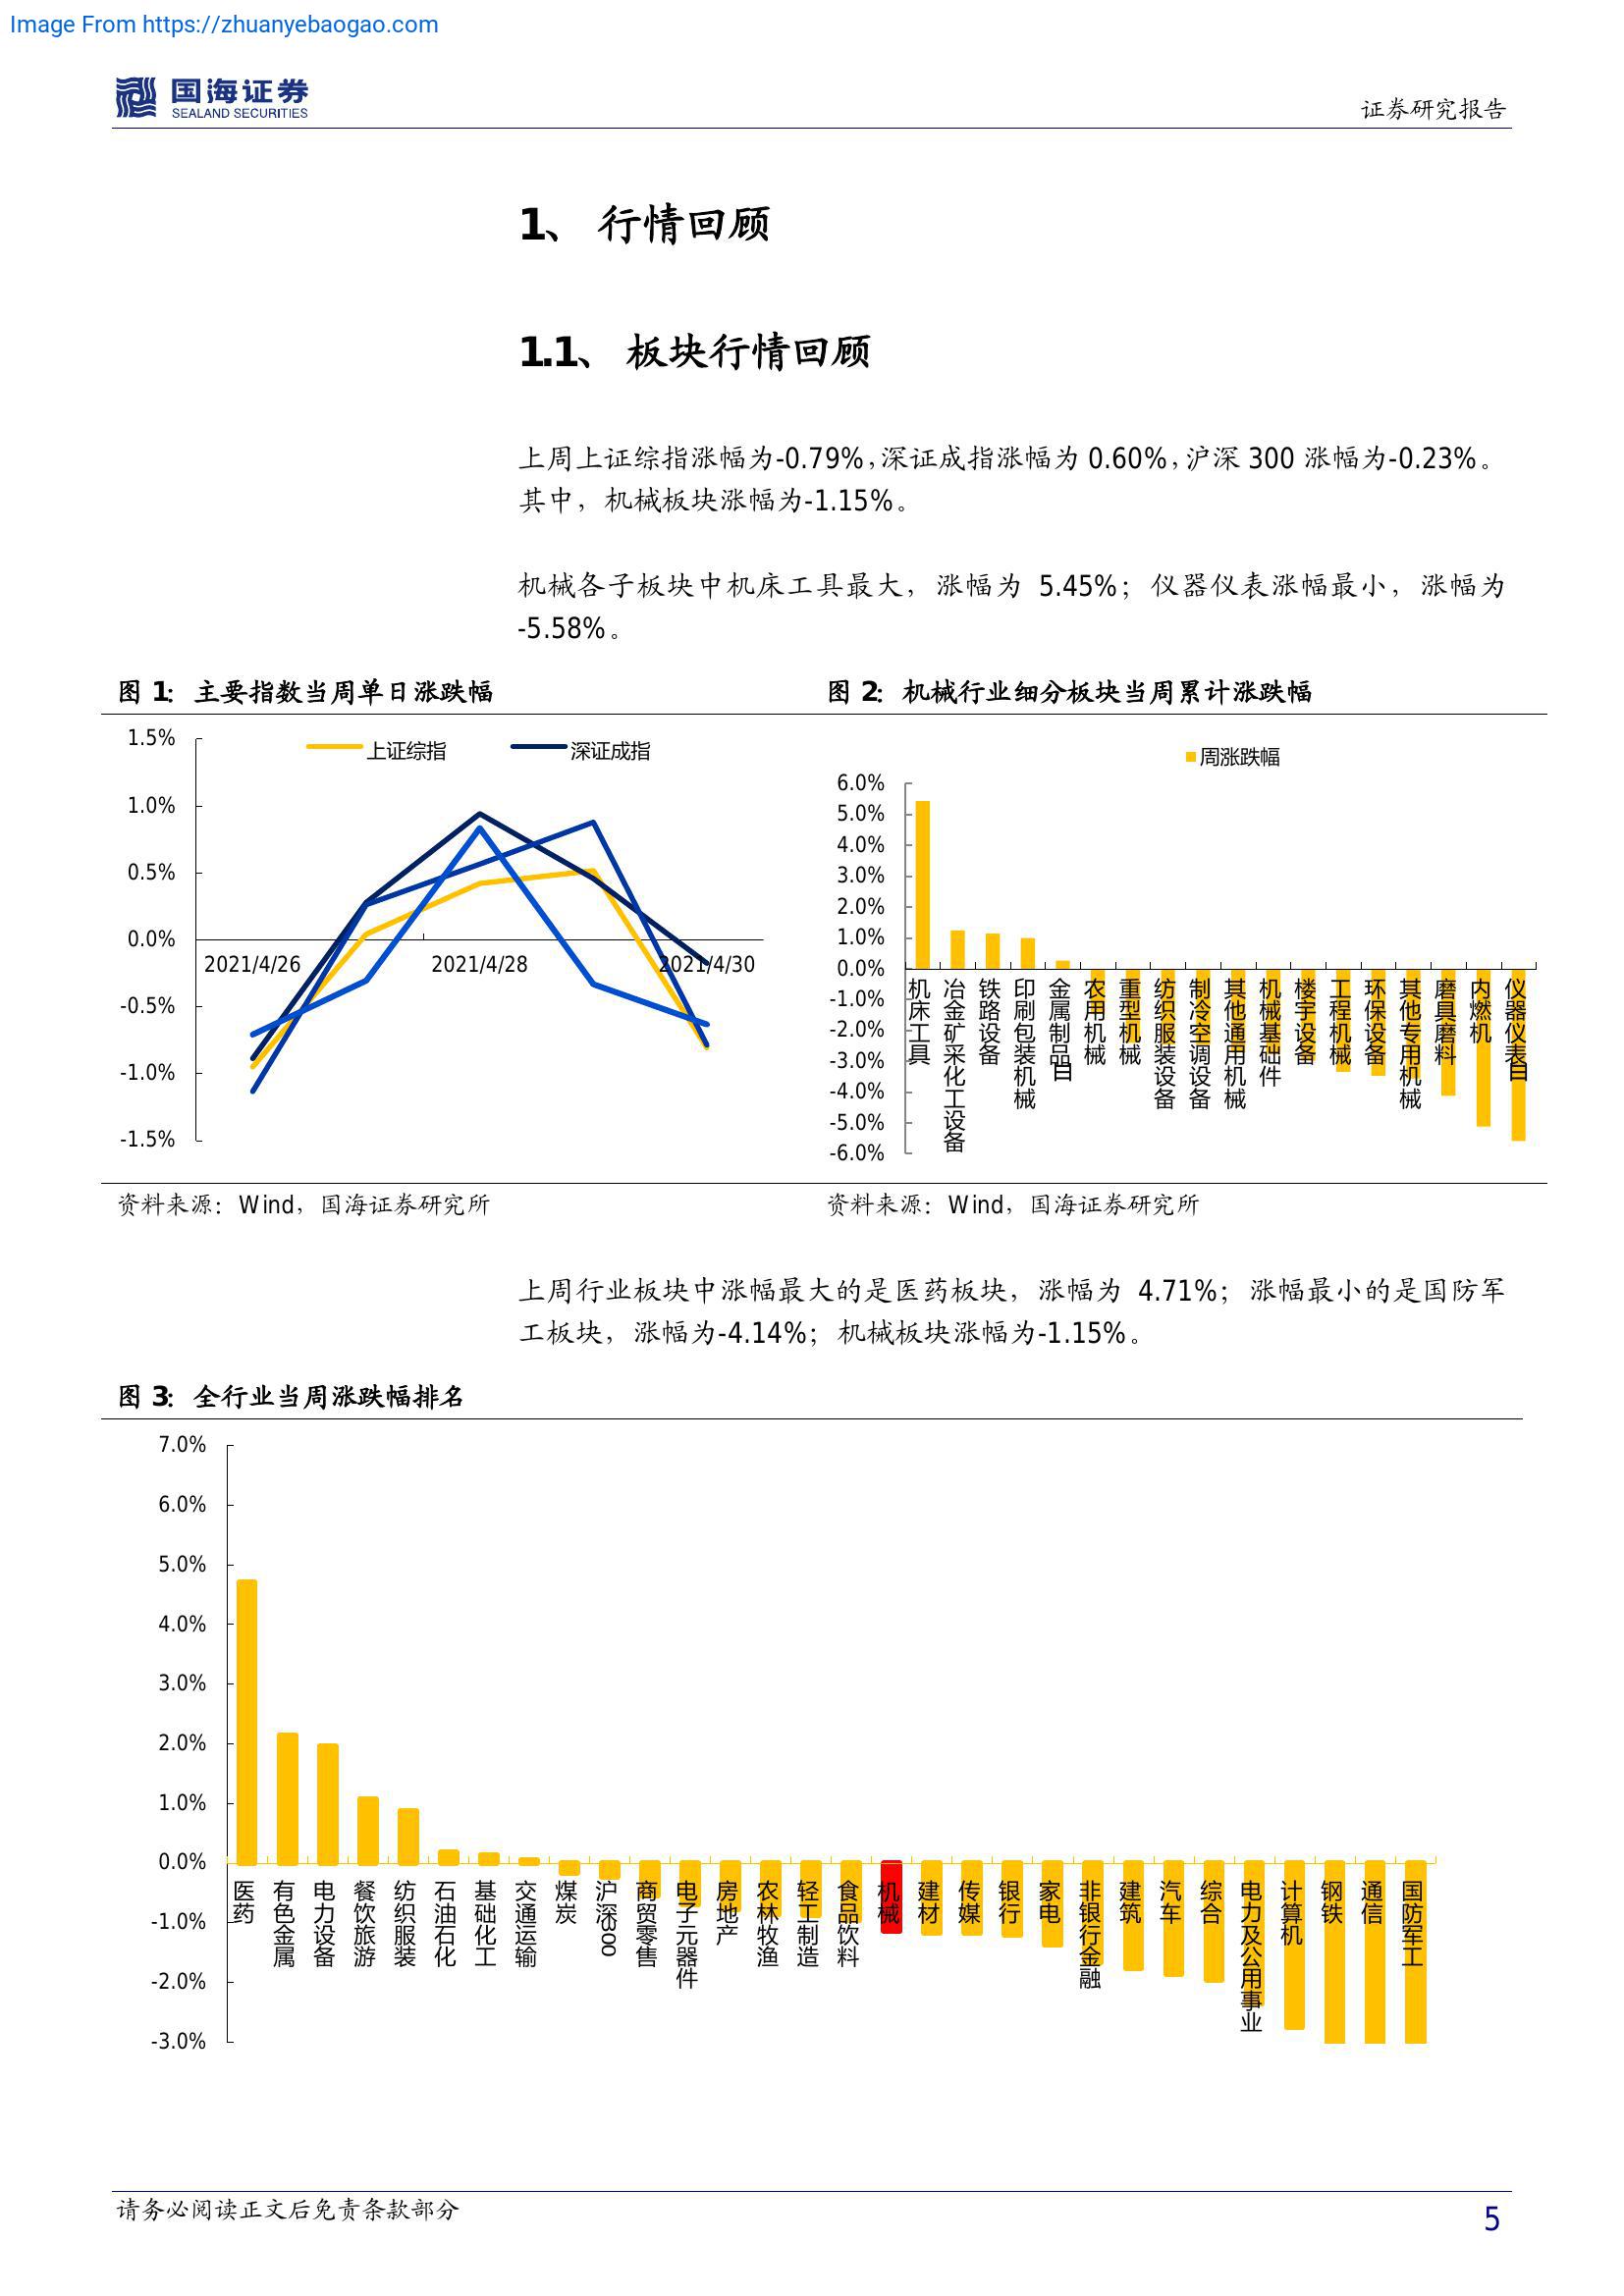 Image From https://zhuanyebaogao.com
国海证券
SEALAND SECURITIES
证券研究报告
1、 行情回顾
1.1、 板块行情回顾
上周上证综指涨幅为-0.79%，深证成指涨幅为 0.60%，沪深 300 涨幅为-0.23%。
其中，机械板块涨幅为-1.15%。
机械各子板块中机床工具最大，涨幅为 5.45%；仪器仪表涨幅最小，涨幅为
-5.58%。
图 1：主要指数当周单日涨跌幅
上证综指
深证成指
1.5%
1.0%
0.5%
0.0%
-0.5%
-1.0%
-1.5%
2021/4/26
2021/4/28
2021/4/30
资料来源：Wind，国海证券研究所
图 2：机械行业细分板块当周累计涨跌幅
周涨跌幅
6.0%
5.0%
4.0%
3.0%
2.0%
1.0%
0.0%
-1.0%
-2.0%
-3.0%
-4.0%
-5.0%
-6.0%
机床工具
冶金矿采化工设备
铁路设备
印刷包装机械
金属制品Ⅲ
农用机械
重型机械
纺织服装设备
制冷空调设备
其他通用机械
机械基础件
楼宇设备
工程机械
环保设备
其他专用机械
磨具磨料
内燃机
仪器仪表Ⅲ
资料来源：Wind，国海证券研究所
上周行业板块中涨幅最大的是医药板块，涨幅为 4.71%；涨幅最小的是国防军
工板块，涨幅为-4.14%；机械板块涨幅为-1.15%。
图 3：全行业当周涨跌幅排名
7.0%
6.0%
5.0%
4.0%
3.0%
2.0%
1.0%
0.0%
-1.0%
-2.0%
-3.0%
医药
有色金属
电力设备
餐饮旅游
纺织服装
石油石化
基础化工
交通运输
煤炭
沪深300
商贸零售
电子元器件
房地产
农林牧渔
轻工制造
食品饮料
机械
建材
传媒
银行
家电
非银行金融
建筑
汽车
综合
电力及公用事业
计算机
钢铁
通信
国防军工
请务必阅读正文后免责条款部分
5